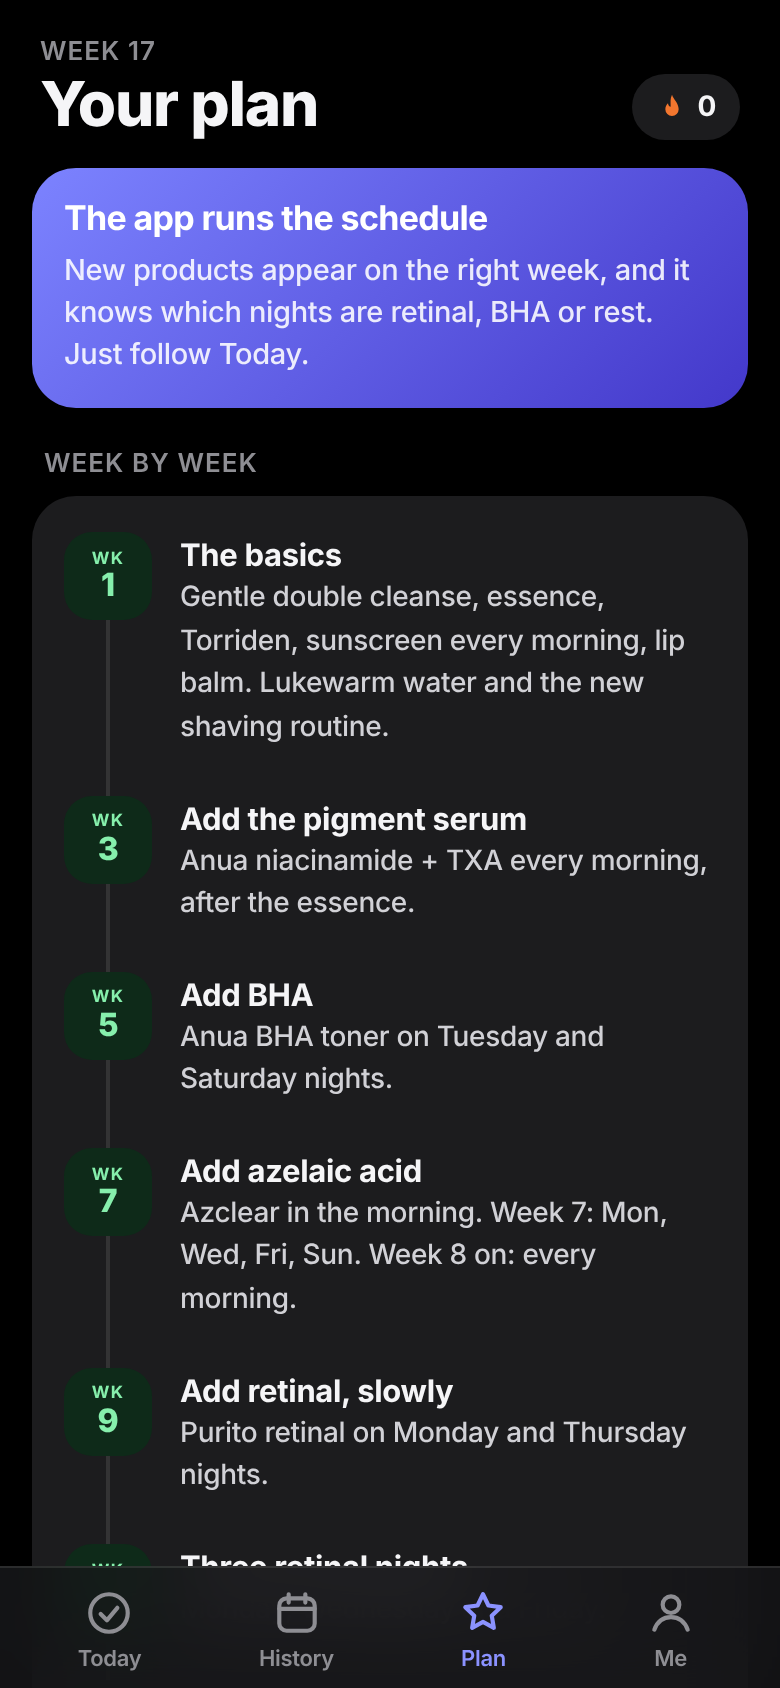 WEEK 17
Your plan
0
The app runs the schedule
New products appear on the right week, and it
knows which nights are retinal, BHA or rest.
Just follow Today.
WEEK BY WEEK
WK
1
The basics
Gentle double cleanse, essence,
Torriden, sunscreen every morning, lip
balm. Lukewarm water and the new
shaving routine.
WK
3
Add the pigment serum
Anua niacinamide + TXA every morning,
after the essence.
WK
5
Add BHA
Anua BHA toner on Tuesday and
Saturday nights.
WK
7
Add azelaic acid
Azclear in the morning. Week 7: Mon,
Wed, Fri, Sun. Week 8 on: every
morning.
WK
9
Add retinal, slowly
Purito retinal on Monday and Thursday
nights.
WK
Three retinal nights
Today
History
Plan
Me